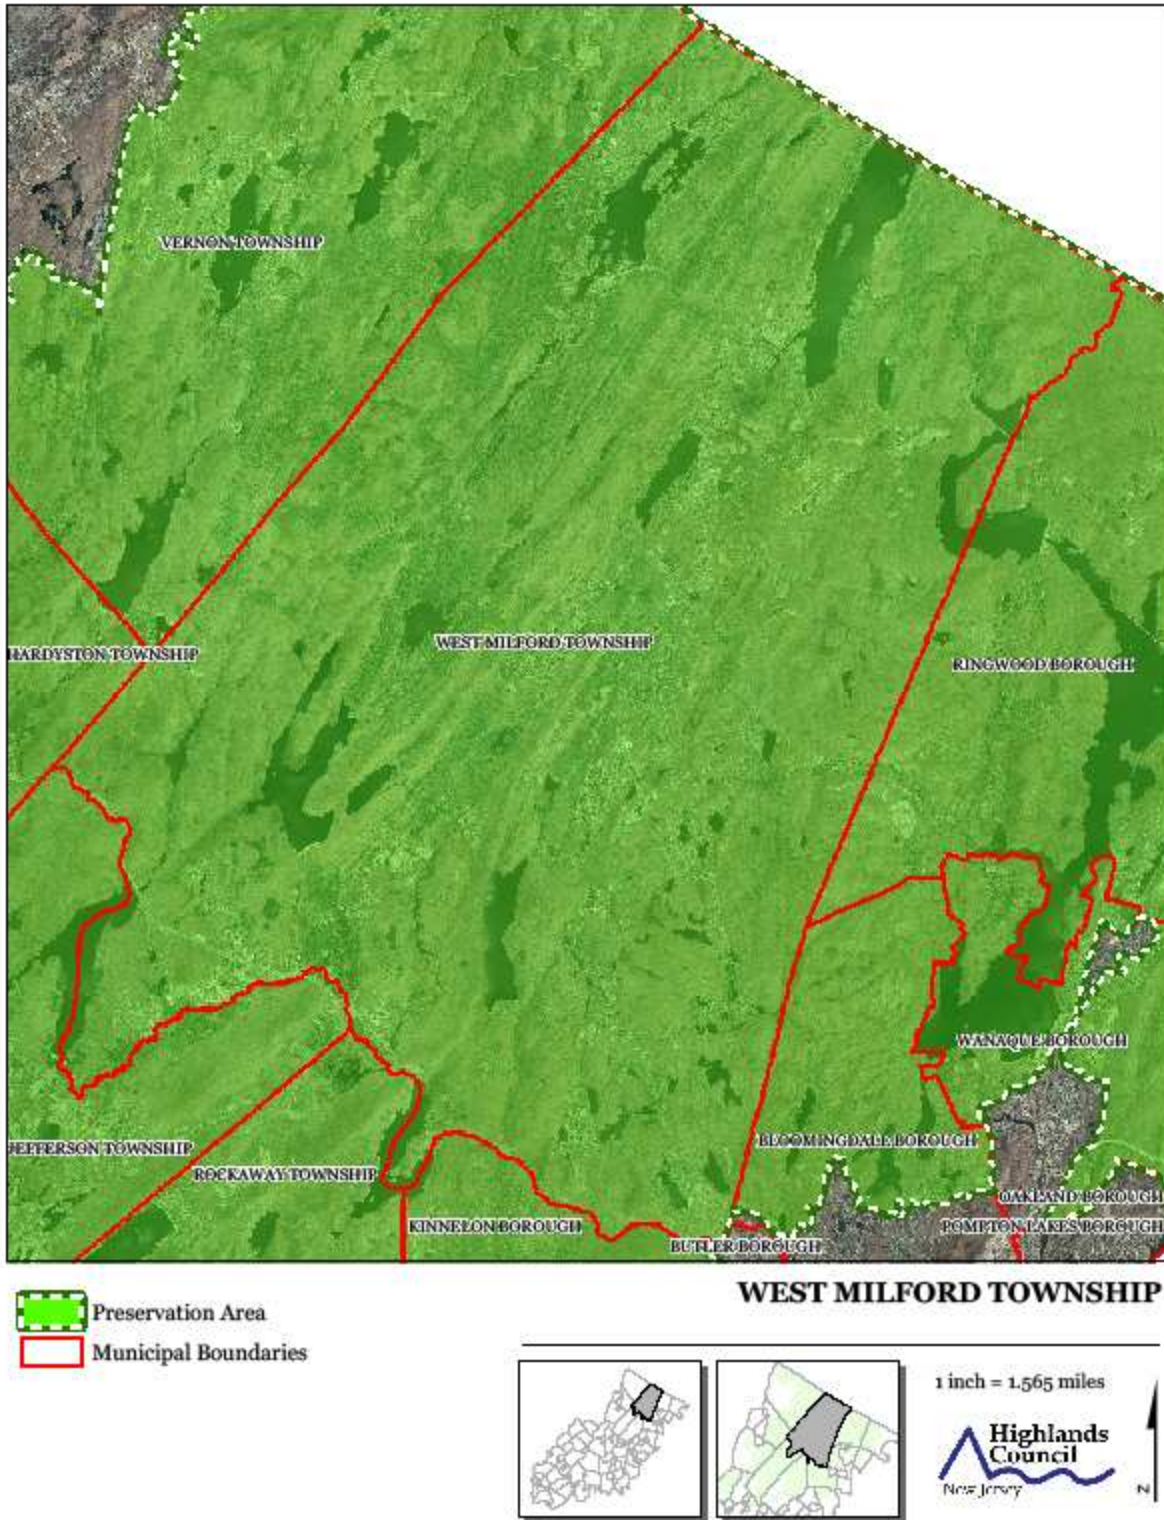 VERNON TOWNSHIP
WEST MILFORD TOWNSHIP
HARDYSTON TOWNSHIP
RINGWOOD BOROUGH
WANAQUE BOROUGH
BLOOMINGDALE BOROUGH
JEFFERSON TOWNSHIP
ROCKAWAY TOWNSHIP
OAKLAND BOROUGH
KINNELON BOROUGH
POMPTON LAKES BOROUGH
BUTLER BOROUGH
WEST MILFORD TOWNSHIP
Preservation Area
Municipal Boundaries
1 inch = 1.565 miles
Highlands
Council
New Jersey
N